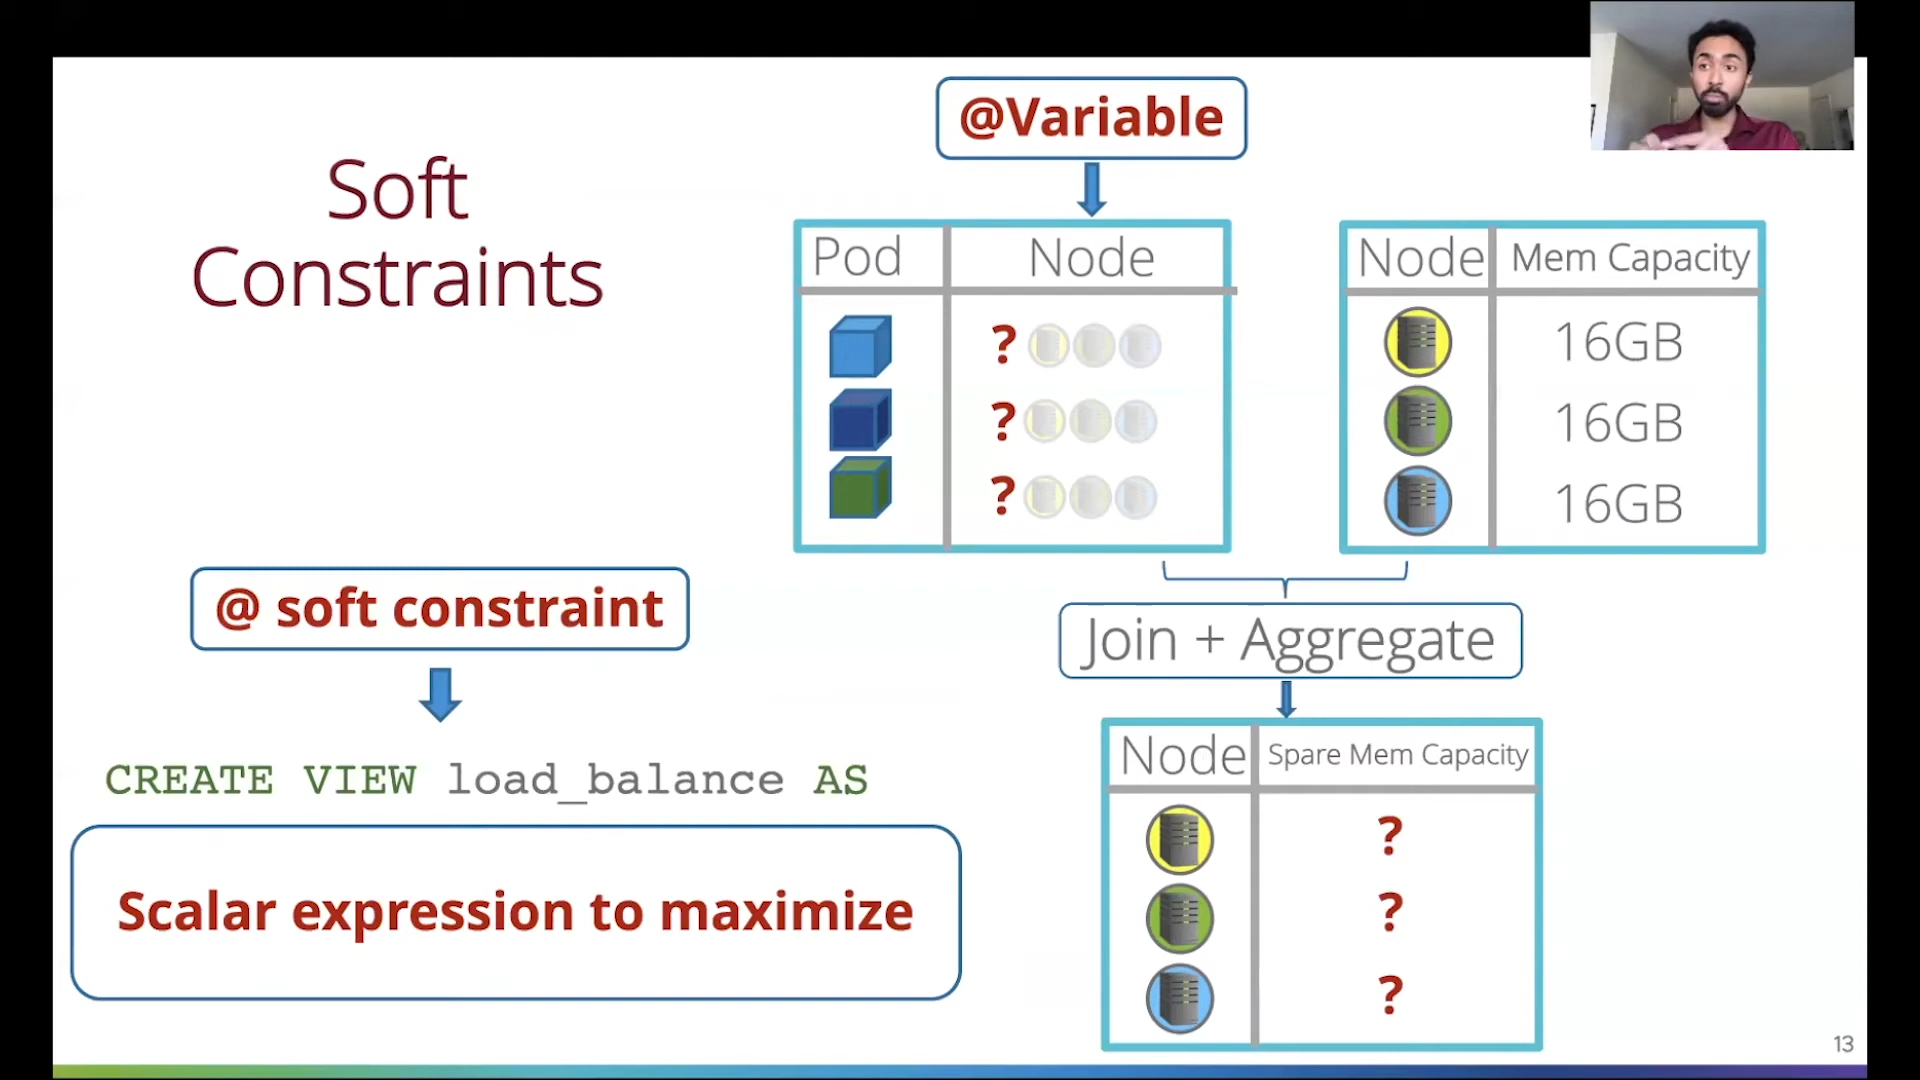 Soft
Constraints
@Variable
Pod Node
?
?
?
Node Mem Capacity
16GB
16GB
16GB
Join + Aggregate
Node Spare Mem Capacity
?
?
?
@ soft constraint
CREATE VIEW load_balance AS
Scalar expression to maximize
13